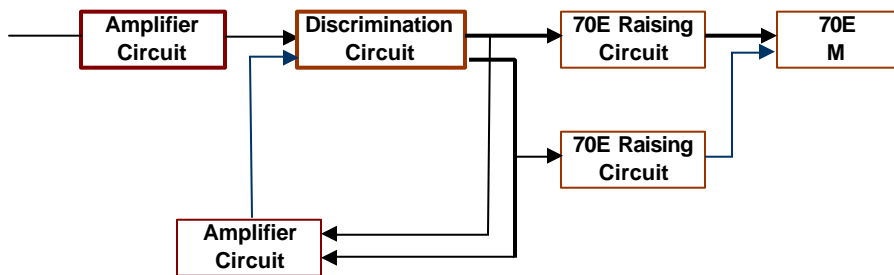 Amplifier
Circuit
Discrimination
Circuit
70E Raising
Circuit
70E
M
70E Raising
Circuit
Amplifier
Circuit